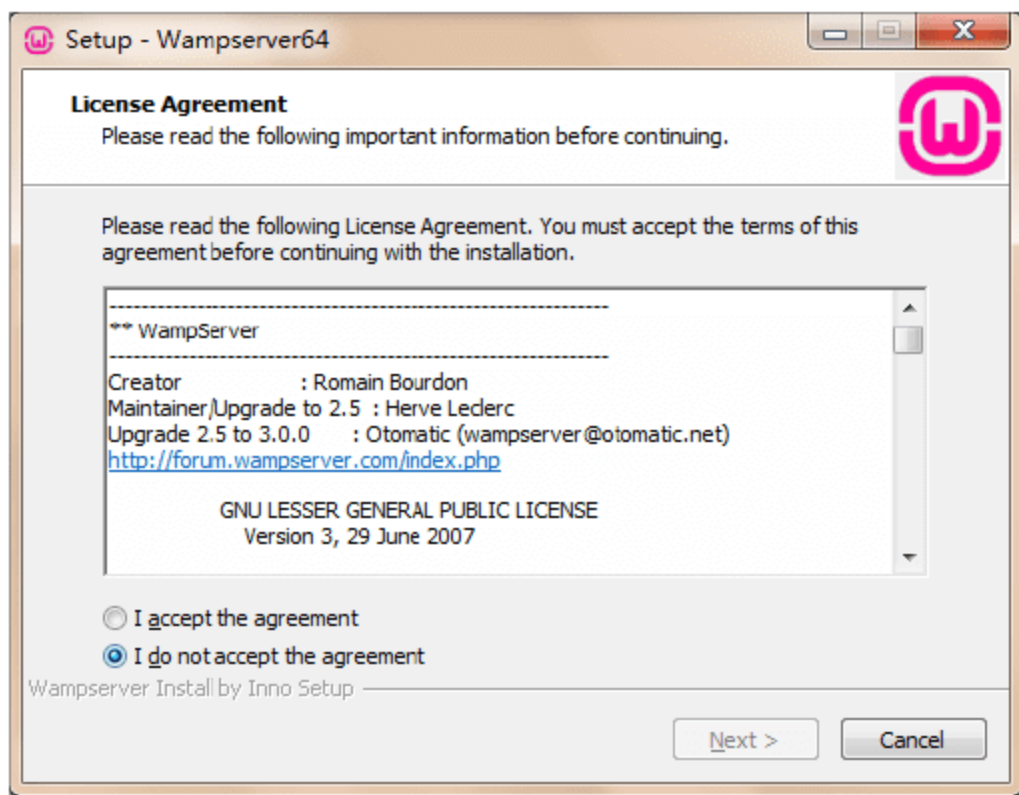 Setup - Wampserver64
License Agreement
Please read the following important information before continuing.
Please read the following License Agreement. You must accept the terms of this
agreement before continuing with the installation.
----------------------------------------------------------------
** WampServer
----------------------------------------------------------------
Creator : Romain Bourdon
Maintainer/Upgrade to 2.5 : Herve Leclerc
Upgrade 2.5 to 3.0.0 : Otomatic (wampserver@otomatic.net)
http://forum.wampserver.com/index.php
GNU LESSER GENERAL PUBLIC LICENSE
Version 3, 29 June 2007
I accept the agreement
I do not accept the agreement
Wampserver Install by Inno Setup
Next >
Cancel